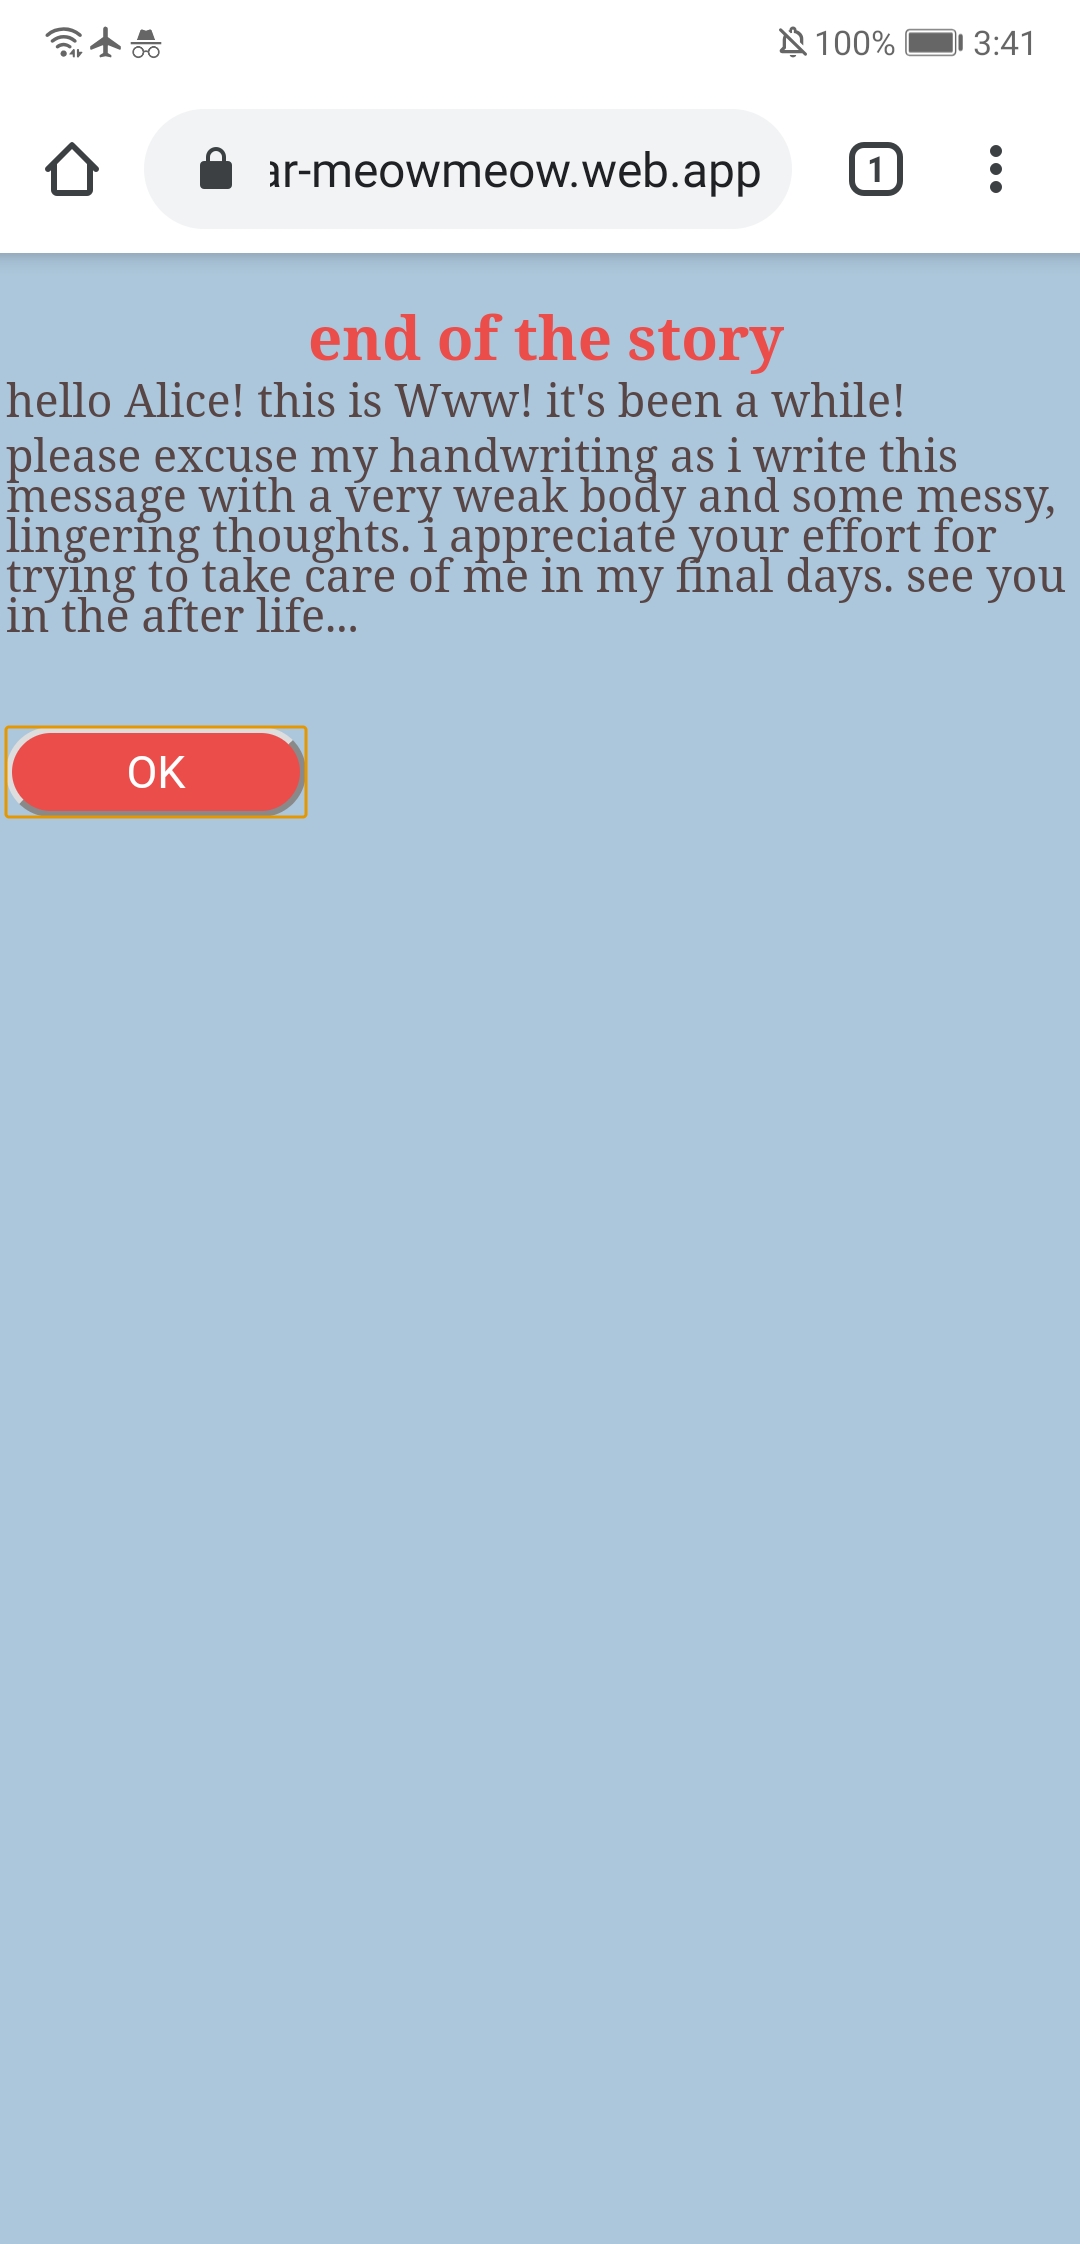 100% 3:41
ar-meowmeow.web.app 1
end of the story
hello Alice! this is Www! it's been a while!
please excuse my handwriting as i write this
message with a very weak body and some messy,
lingering thoughts. i appreciate your effort for
trying to take care of me in my final days. see you
in the after life...
OK